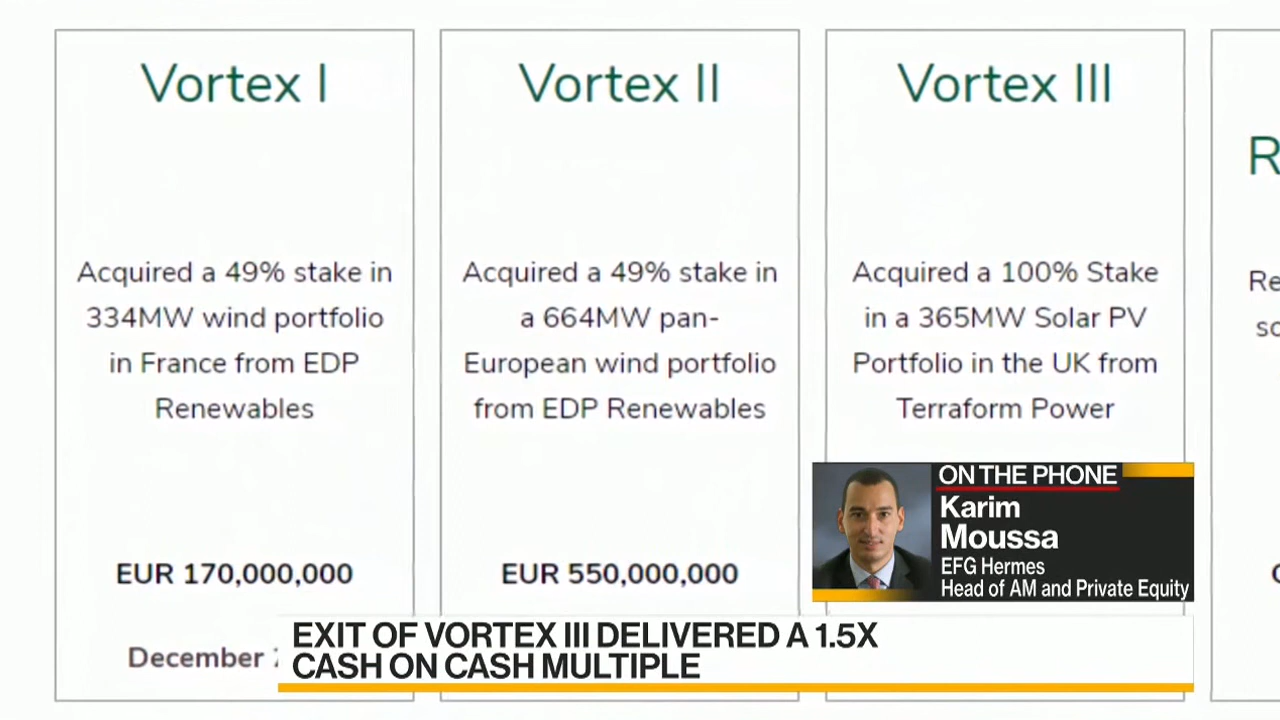 Vortex I
Acquired a 49% stake in
334MW wind portfolio
in France from EDP
Renewables
EUR 170,000,000
December
Vortex II
Acquired a 49% stake in
a 664MW pan-
European wind portfolio
from EDP Renewables
EUR 550,000,000
Vortex III
Acquired a 100% Stake
in a 365MW Solar PV
Portfolio in the UK from
Terraform Power
ON THE PHONE
Karim
Moussa
EFG Hermes
Head of AM and Private Equity
EXIT OF VORTEX III DELIVERED A 1.5X
CASH ON CASH MULTIPLE